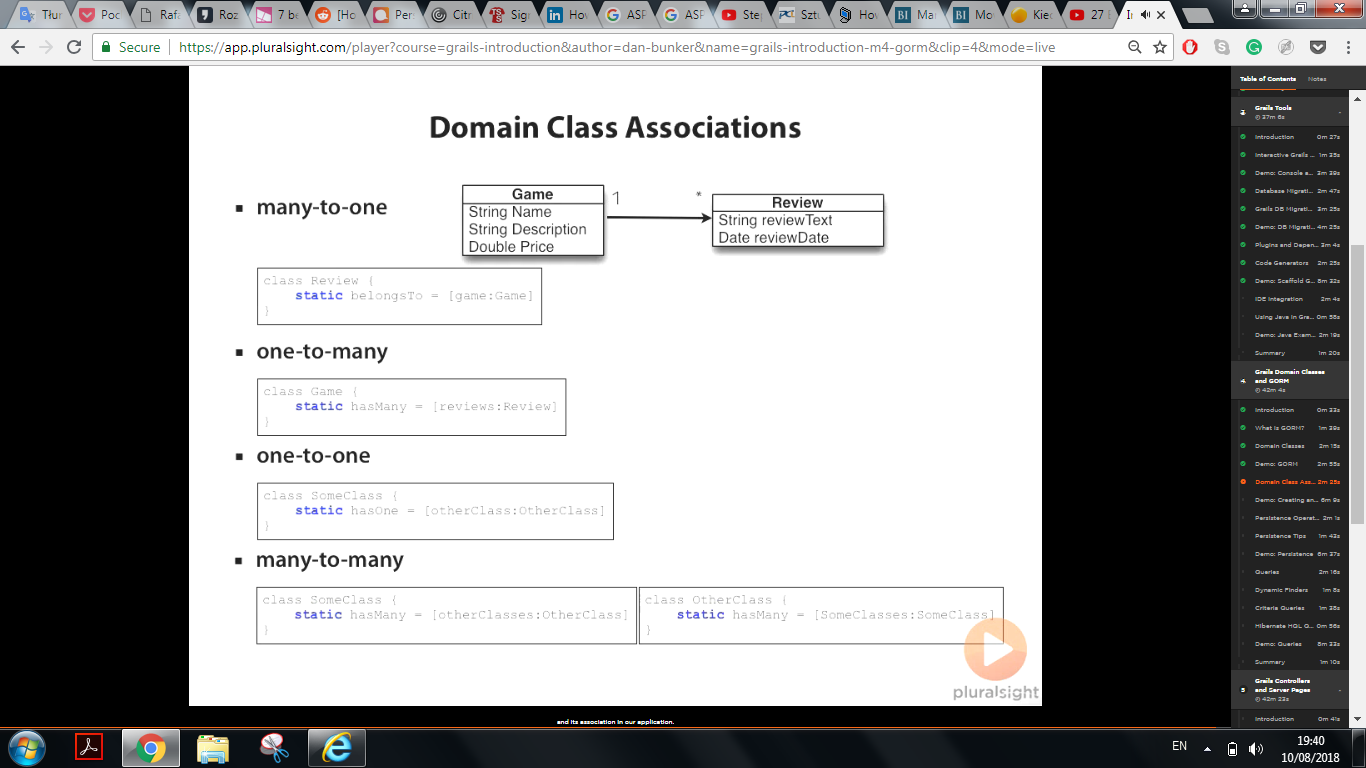 Tłur
Poc
Rafa
Roz
7 be
[Ho
Per
Citr
Sigr
Hov
ASP
ASP
Step
Sztu
Hov
Mar
Mo
Kied
27 E
Ir
Secure
https://app.pluralsight.com/player?course=grails-introduction&author=dan-bunker&name=grails-introduction-m4-gorm&clip=4&mode=live
Domain Class Associations
many-to-one
Game
String Name
String Description
Double Price
1
*
Review
String reviewText
Date reviewDate
class Review {
static belongsTo = [game:Game]
}
one-to-many
class Game {
static hasMany = [reviews:Review]
}
one-to-one
class SomeClass {
static hasOne = [otherClass:OtherClass]
}
many-to-many
class SomeClass {
static hasMany = [otherClasses:OtherClass]
}
class OtherClass {
static hasMany = [SomeClasses:SomeClass]
}
pluralsight
and its association in our application.
Table of Contents
Notes
Grails Tools
37m 6s
Introduction 0m 27s
Interactive Grails ... 1m 35s
Demo: Console a... 3m 39s
Database Migrati... 2m 47s
Grails DB Migrati... 3m 25s
Demo: DB Migrati... 4m 25s
Plugins and Depen... 3m 4s
Code Generators 2m 25s
Demo: Scaffold G... 8m 32s
IDE Integration 2m 4s
Using Java in Gra... 0m 58s
Demo: Java Exam... 2m 19s
Summary 1m 20s
4
Grails Domain Classes
and GORM
42m 4s
Introduction 0m 33s
What Is GORM? 1m 39s
Domain Classes 2m 15s
Demo: GORM 2m 55s
Domain Class Ass... 2m 25s
Demo: Creating an... 6m 9s
Persistence Operat... 2m 1s
Persistence Tips 1m 43s
Demo: Persistence 6m 37s
Queries 2m 16s
Dynamic Finders 1m 8s
Criteria Queries 1m 38s
Hibernate HQL Q... 0m 56s
Demo: Queries 8m 33s
Summary 1m 10s
5
Grails Controllers
and Server Pages
42m 23s
Introduction 0m 41s
EN
19:40
10/08/2018